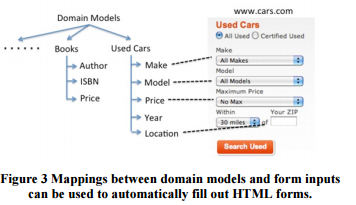 www.cars.com
Domain Models
Used Cars
All Used Certified Used
Books Used Cars
Make
All Makes
Author
Make
Model
ISBN
Model
All Models
Maximum Price
Price
Price
No Max
Year
Within Your ZIP
Location
30 miles of
Search Used
Figure 3 Mappings between domain models and form inputs
can be used to automatically fill out HTML forms.